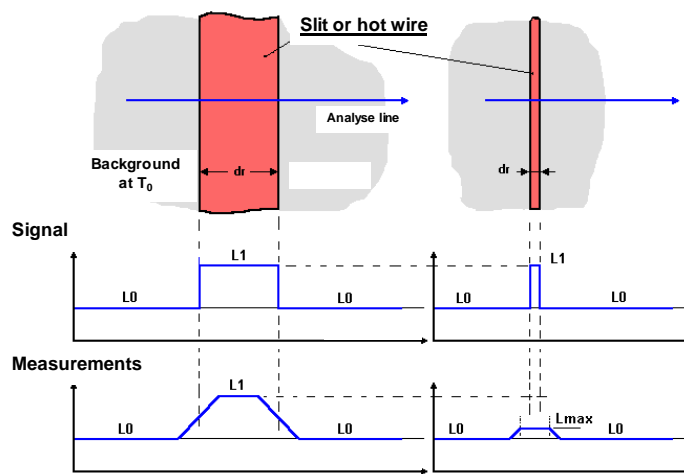 Slit or hot wire
Analyse line
Background
at T0
dr
dr
Signal
L1
L0
L0
L1
L0
L0
Measurements
L1
L0
L0
Lmax
L0
L0